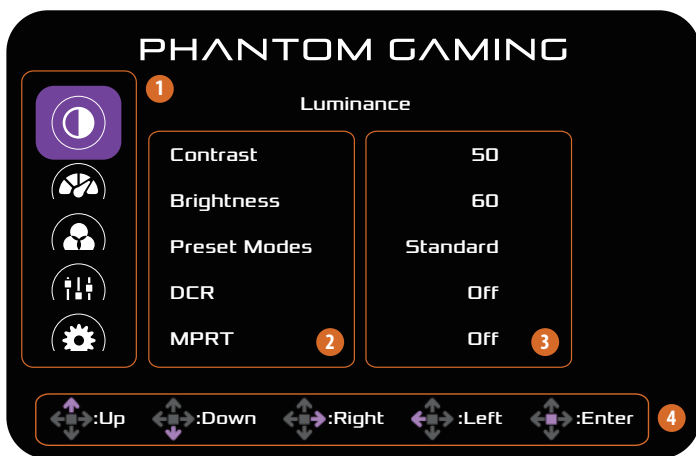 PHANTOM GAMING
1
Luminance
Contrast 50
Brightness 60
Preset Modes Standard
DCR Off
MPRT Off
2 3
:Up :Down :Right :Left :Enter 4